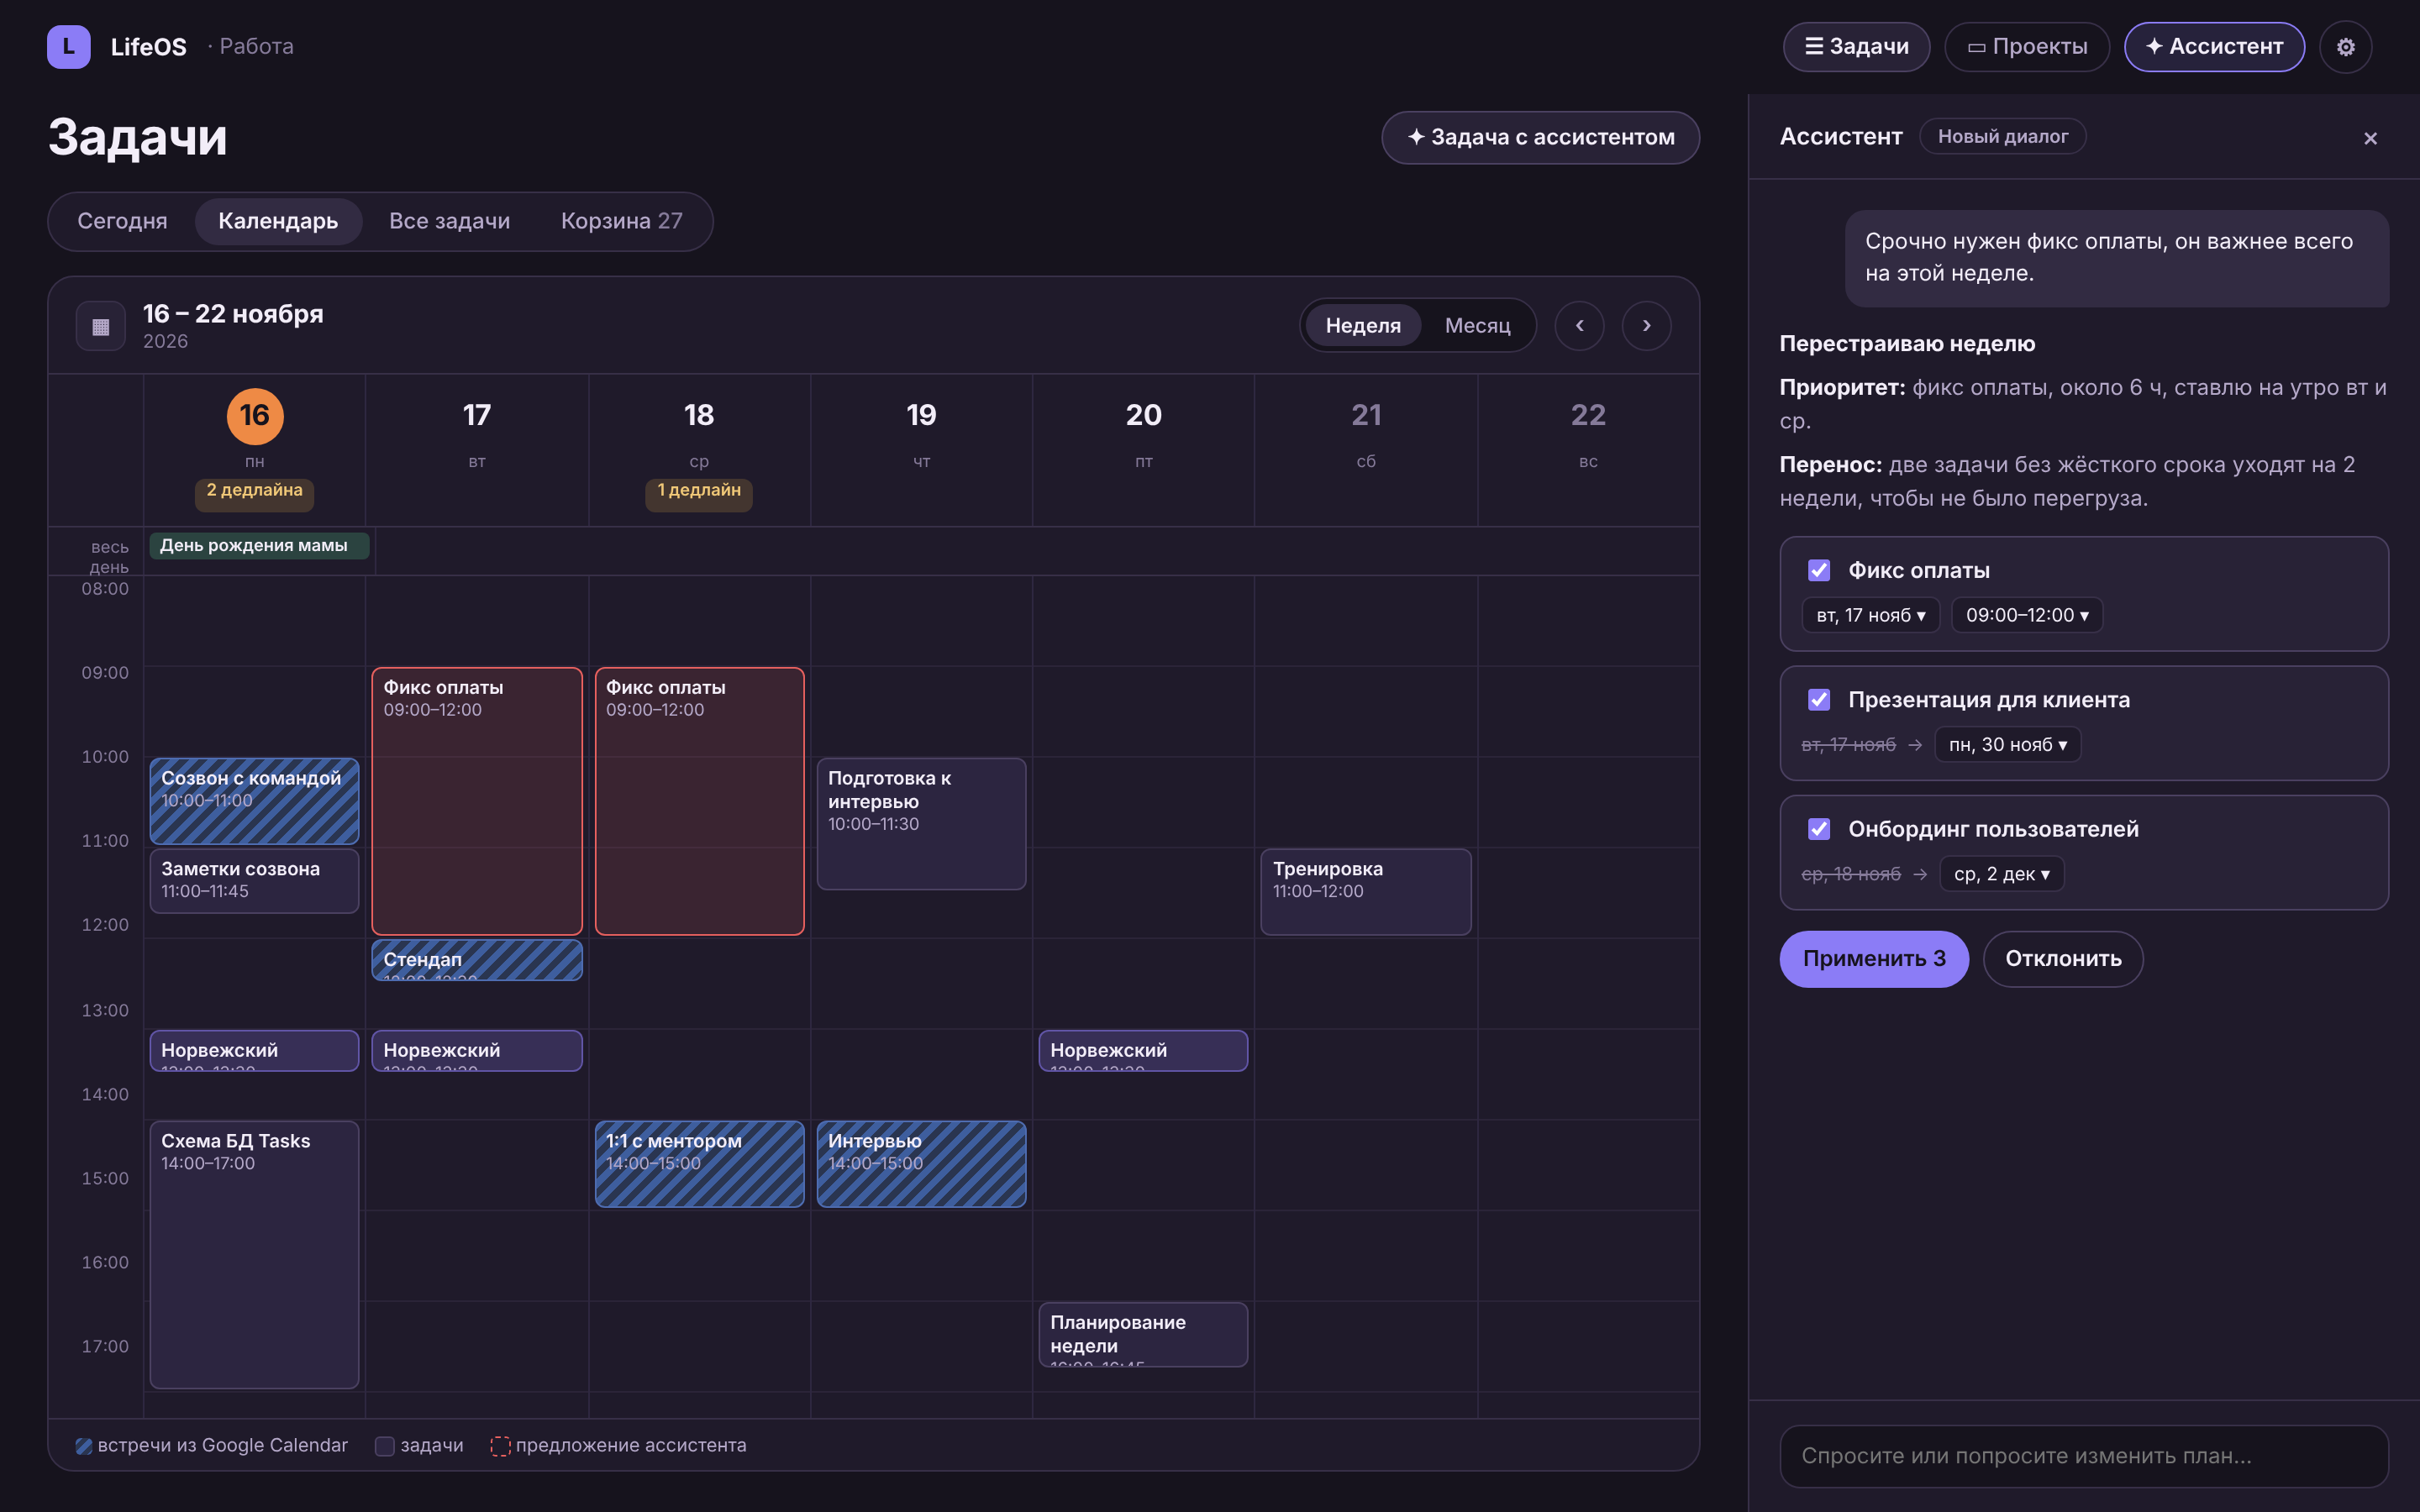 L LifeOS · Работа
☰ Задачи
▭ Проекты
✦ Ассистент
⚙
Задачи
✦ Задача с ассистентом
Сегодня
Календарь
Все задачи
Корзина 27
16 – 22 ноября
2026
Неделя
Месяц
‹
›
16
пн
2 дедлайна
17
вт
18
ср
1 дедлайн
19
чт
20
пт
21
сб
22
вс
весь
день
День рождения мамы
08:00
09:00
10:00
11:00
12:00
13:00
14:00
15:00
16:00
17:00
Созвон с командой
10:00–11:00
Заметки созвона
11:00–11:45
Норвежский
Схема БД Tasks
14:00–17:00
Фикс оплаты
09:00–12:00
Стендап
Норвежский
Фикс оплаты
09:00–12:00
1:1 с ментором
14:00–15:00
Подготовка к
интервью
10:00–11:30
Интервью
14:00–15:00
Норвежский
Планирование
недели
Тренировка
11:00–12:00
встречи из Google Calendar
задачи
предложение ассистента
Ассистент
Новый диалог
×
Срочно нужен фикс оплаты, он важнее всего
на этой неделе.
Перестраиваю неделю
Приоритет: фикс оплаты, около 6 ч, ставлю на утро вт и
ср.
Перенос: две задачи без жёсткого срока уходят на 2
недели, чтобы не было перегруза.
Фикс оплаты
вт, 17 нояб ▾
09:00–12:00 ▾
Презентация для клиента
вт, 17 нояб → пн, 30 нояб ▾
Онбординг пользователей
ср, 18 нояб → ср, 2 дек ▾
Применить 3
Отклонить
Спросите или попросите изменить план...